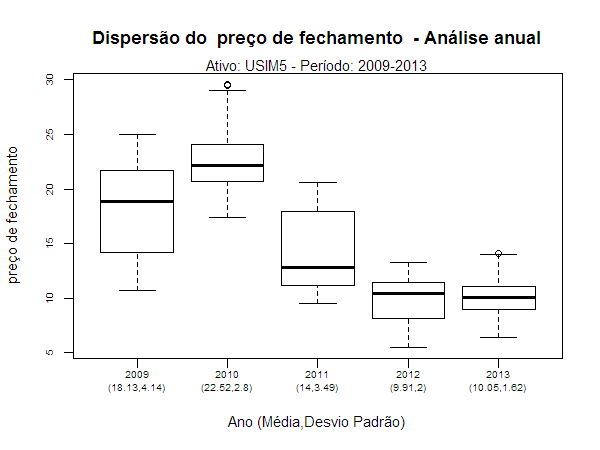 Dispersão do  preço de fechamento  - Análise anual
Ativo: USIM5 - Período: 2009-2013
preço de fechamento
30
25
20
15
10
5
2009 2010 2011 2012 2013
(18.13,4.14) (22.52,2.8) (14,3.49) (9.91,2) (10.05,1.62)
Ano (Média,Desvio Padrão)